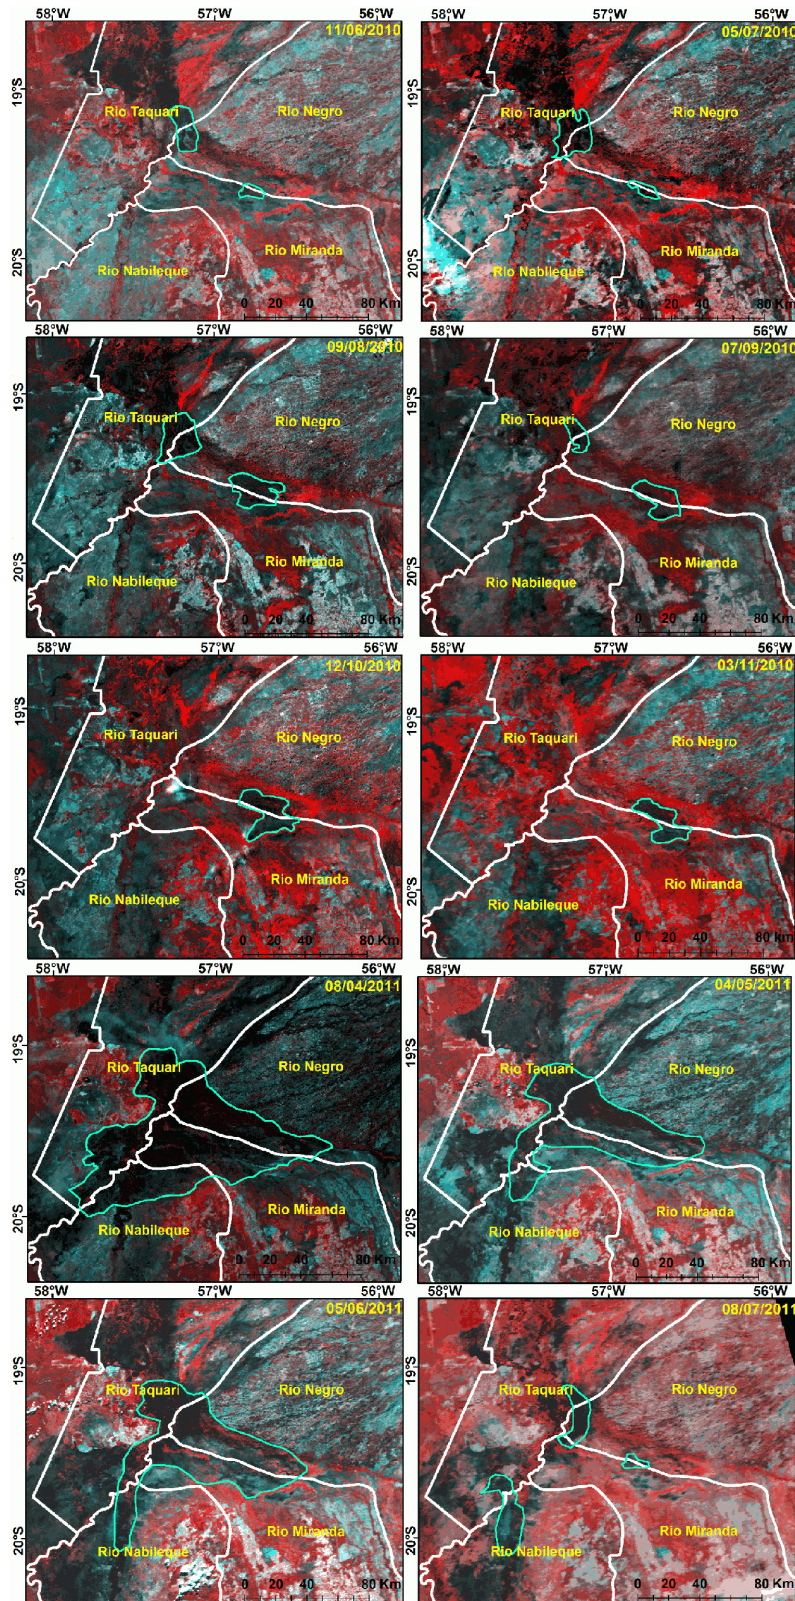 58°W 57°W 56°W
11/06/2010
19°S
Rio Taquari
Rio Negro
20°S
Rio Nabileque
Rio Miranda
0 20 40 80 Km
58°W 57°W 56°W
05/07/2010
19°S
Rio Taquari
Rio Negro
20°S
Rio Nabileque
Rio Miranda
0 20 40 80 Km
58°W 57°W 56°W
09/08/2010
19°S
Rio Taquari
Rio Negro
20°S
Rio Nabileque
Rio Miranda
0 20 40 80 Km
58°W 57°W 56°W
07/09/2010
19°S
Rio Taquari
Rio Negro
20°S
Rio Nabileque
Rio Miranda
0 20 40 80 Km
58°W 57°W 56°W
12/10/2010
19°S
Rio Taquari
Rio Negro
20°S
Rio Nabileque
Rio Miranda
0 20 40 80 Km
58°W 57°W 56°W
03/11/2010
19°S
Rio Taquari
Rio Negro
20°S
Rio Nabileque
Rio Miranda
0 20 40 80 Km
58°W 57°W 56°W
08/04/2011
19°S
Rio Taquari
Rio Negro
20°S
Rio Nabileque
Rio Miranda
0 20 40 80 Km
58°W 57°W 56°W
04/05/2011
19°S
Rio Taquari
Rio Negro
20°S
Rio Nabileque
Rio Miranda
0 20 40 80 Km
58°W 57°W 56°W
05/06/2011
19°S
Rio Taquari
Rio Negro
20°S
Rio Nabileque
Rio Miranda
0 20 40 80 Km
58°W 57°W 56°W
08/07/2011
19°S
Rio Taquari
Rio Negro
20°S
Rio Nabileque
Rio Miranda
0 20 40 80 Km